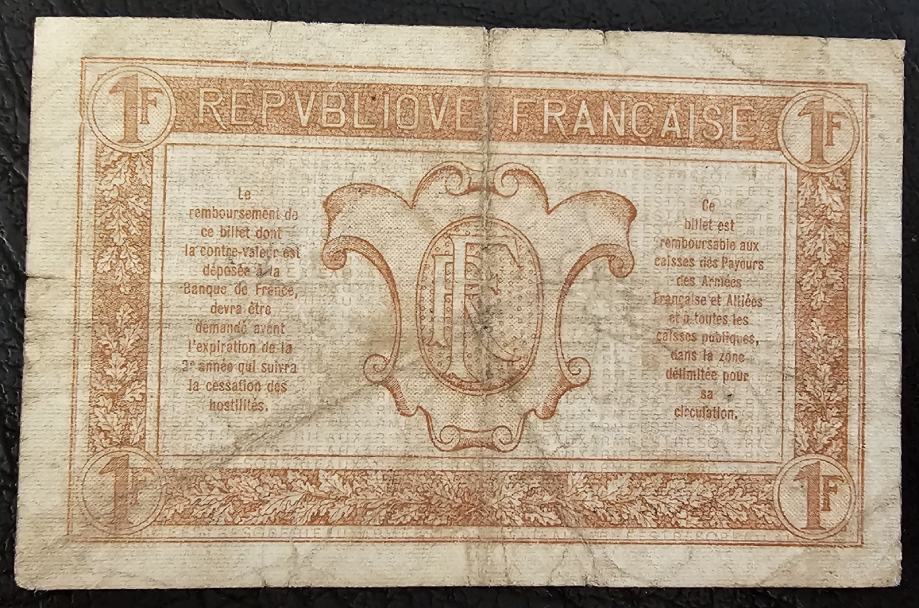 1F REPVBLIQVE FRANÇAISE 1F
Le
remboursement de
ce billet dont
la contre-valeur est
déposée à la
Banque de France,
devra être
demandé avant
l'expiration de la
3e année qui suivra
la cessation des
hostilités.
RF
Ce
billet est
remboursable aux
caisses des Payeurs
des Armées
Française et Alliées
et à toutes les
caisses publiques,
dans la zone
délimitée pour
sa
circulation.
1F 1F